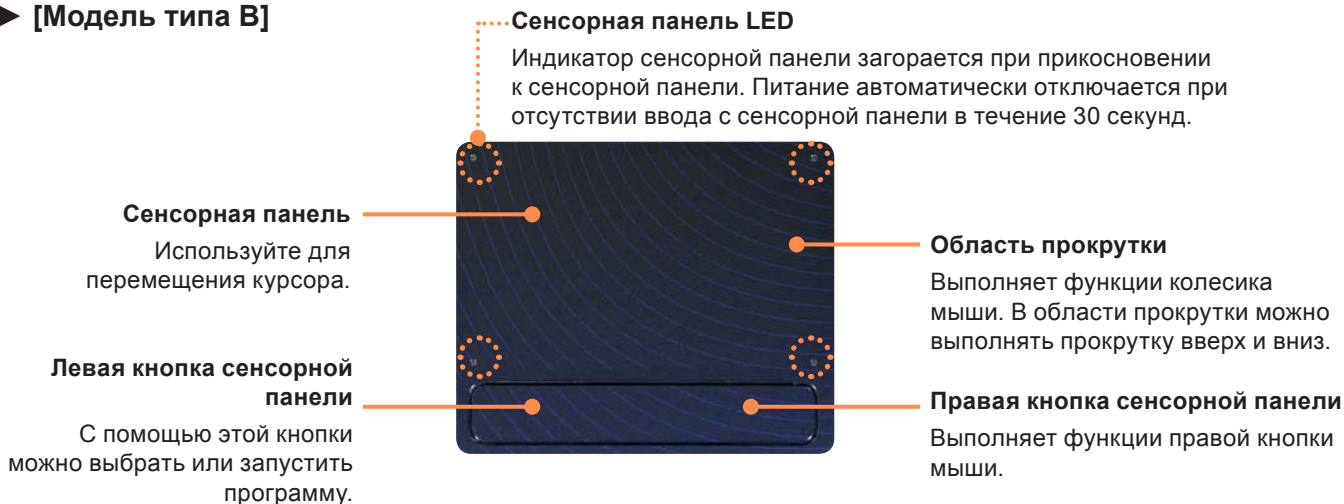 ► [Модель типа B]
Сенсорная панель LED
Индикатор сенсорной панели загорается при прикосновении
к сенсорной панели. Питание автоматически отключается при
отсутствии ввода с сенсорной панели в течение 30 секунд.
Сенсорная панель
Используйте для
перемещения курсора.
Область прокрутки
Выполняет функции колесика
мыши. В области прокрутки можно
выполнять прокрутку вверх и вниз.
Левая кнопка сенсорной
панели
С помощью этой кнопки
можно выбрать или запустить
программу.
Правая кнопка сенсорной панели
Выполняет функции правой кнопки
мыши.